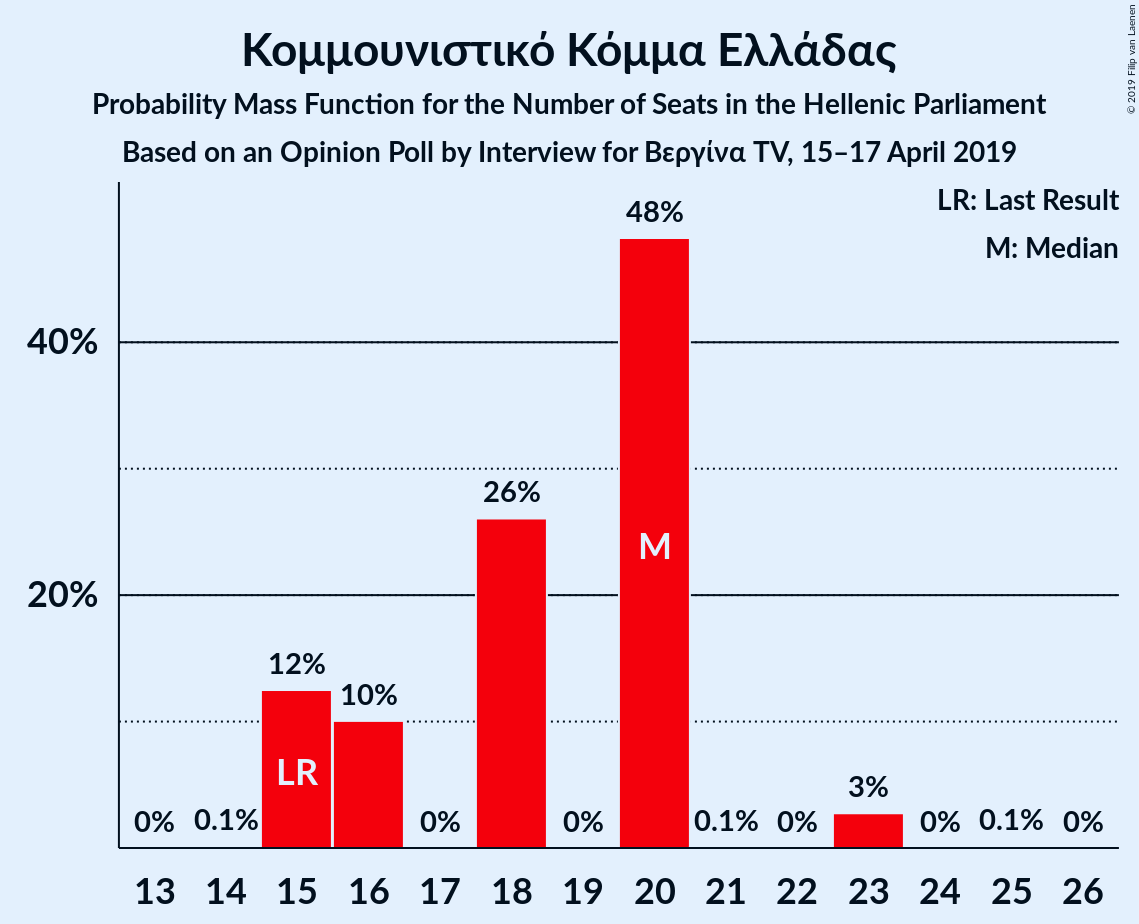 Κομμουνιστικό Κόμμα Ελλάδας
Probability Mass Function for the Number of Seats in the Hellenic Parliament
Based on an Opinion Poll by Interview for Βεργίνα TV, 15–17 April 2019
© 2019 Filip van Laenen
LR: Last Result
M: Median
48%
40%
26%
M
20%
12%
10%
LR
3%
0% 0.1% 0% 0% 0.1% 0% 0% 0.1% 0%
13 14 15 16 17 18 19 20 21 22 23 24 25 26